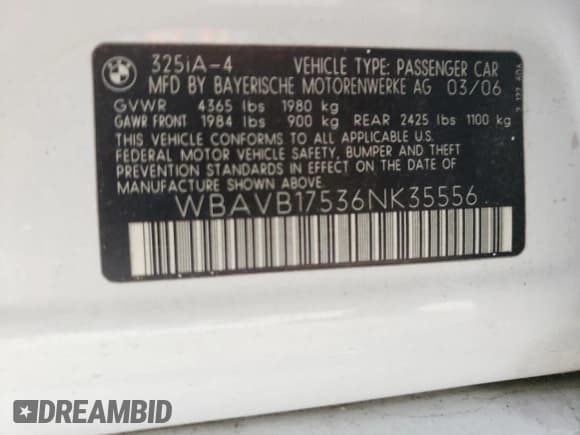 BMW
325iA-4 VEHICLE TYPE: PASSENGER CAR
MFD BY BAYERISCHE MOTORENWERKE AG 03/06
GVWR 4365 lbs 1980 kg
GAWR FRONT 1984 lbs 900 kg REAR 2425 lbs 1100 kg
THIS VEHICLE CONFORMS TO ALL APPLICABLE U.S.
FEDERAL MOTOR VEHICLE SAFETY, BUMPER AND THEFT
PREVENTION STANDARDS IN EFFECT ON THE DATE OF
MANUFACTURE SHOWN ABOVE.
WBAVB17536NK35556
DREAMBID